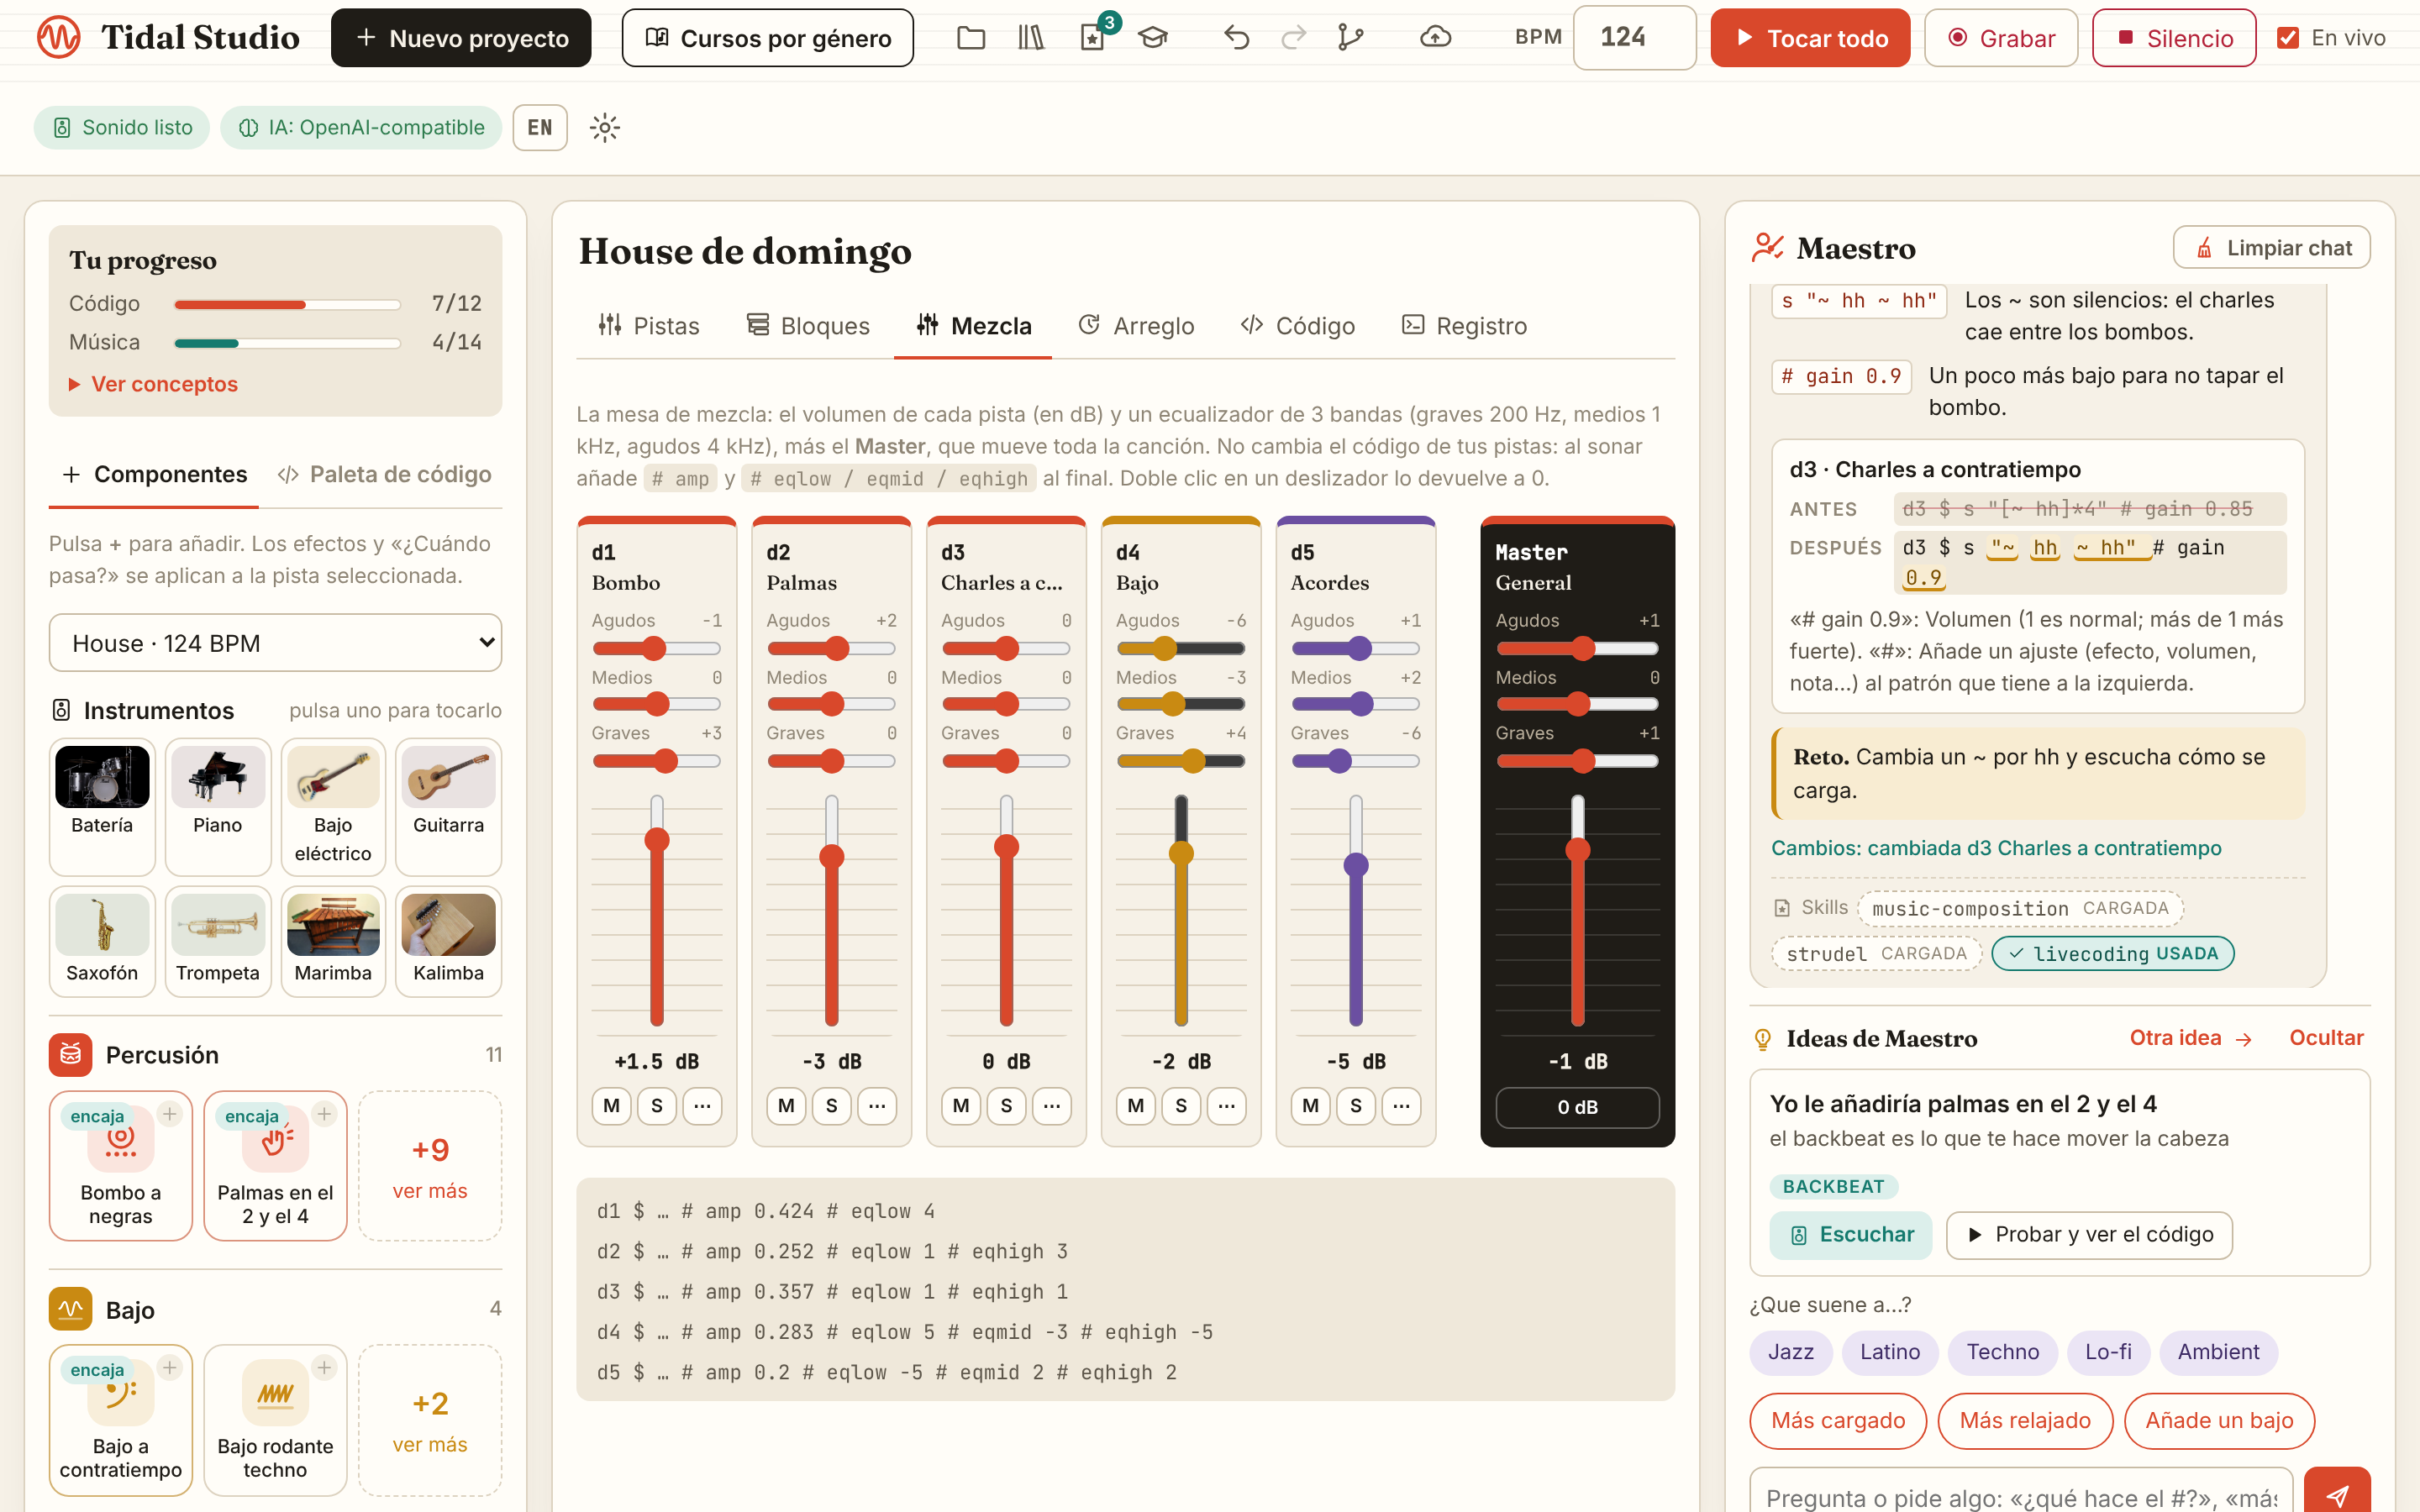 Tidal Studio
+ Nuevo proyecto
Cursos por género
3
BPM 124
Tocar todo
Grabar
Silencio
En vivo
Sonido listo
IA: OpenAI-compatible
EN
Tu progreso
Código 7/12
Música 4/14
Ver conceptos
+ Componentes
</> Paleta de código
Pulsa + para añadir. Los efectos y «¿Cuándo
pasa?» se aplican a la pista seleccionada.
House · 124 BPM
Instrumentos pulsa uno para tocarlo
Batería
Piano
Bajo
eléctrico
Guitarra
Saxofón
Trompeta
Marimba
Kalimba
Percusión 11
encaja +
Bombo a
negras
encaja +
Palmas en el
2 y el 4
+9
ver más
Bajo 4
encaja +
Bajo a
contratiempo
+
Bajo rodante
techno
+2
ver más
House de domingo
Pistas
Bloques
Mezcla
Arreglo
</> Código
Registro
La mesa de mezcla: el volumen de cada pista (en dB) y un ecualizador de 3 bandas (graves 200 Hz, medios 1
kHz, agudos 4 kHz), más el Master, que mueve toda la canción. No cambia el código de tus pistas: al sonar
añade # amp y # eqlow / eqmid / eqhigh al final. Doble clic en un deslizador lo devuelve a 0.
d1
Bombo
Agudos -1
Medios 0
Graves +3
+1.5 dB
M S ...
d2
Palmas
Agudos +2
Medios 0
Graves 0
-3 dB
M S ...
d3
Charles a c...
Agudos 0
Medios 0
Graves 0
0 dB
M S ...
d4
Bajo
Agudos -6
Medios -3
Graves +4
-2 dB
M S ...
d5
Acordes
Agudos +1
Medios +2
Graves -6
-5 dB
M S ...
Master
General
Agudos +1
Medios 0
Graves +1
-1 dB
0 dB
d1 $ … # amp 0.424 # eqlow 4
d2 $ … # amp 0.252 # eqlow 1 # eqhigh 3
d3 $ … # amp 0.357 # eqlow 1 # eqhigh 1
d4 $ … # amp 0.283 # eqlow 5 # eqmid -3 # eqhigh -5
d5 $ … # amp 0.2 # eqlow -5 # eqmid 2 # eqhigh 2
Maestro
Limpiar chat
s "~ hh ~ hh" Los ~ son silencios: el charles
cae entre los bombos.
# gain 0.9 Un poco más bajo para no tapar el
bombo.
d3 · Charles a contratiempo
ANTES d3 $ s "[~ hh]*4" # gain 0.85
DESPUÉS d3 $ s "~ hh ~ hh" # gain
0.9
«# gain 0.9»: Volumen (1 es normal; más de 1 más
fuerte). «#»: Añade un ajuste (efecto, volumen,
nota...) al patrón que tiene a la izquierda.
Reto. Cambia un ~ por hh y escucha cómo se
carga.
Cambios: cambiada d3 Charles a contratiempo
Skills music-composition CARGADA
strudel CARGADA ✓ livecoding USADA
Ideas de Maestro
Otra idea →
Ocultar
Yo le añadiría palmas en el 2 y el 4
el backbeat es lo que te hace mover la cabeza
BACKBEAT
Escuchar
Probar y ver el código
¿Que suene a...?
Jazz
Latino
Techno
Lo-fi
Ambient
Más cargado
Más relajado
Añade un bajo
Pregunta o pide algo: «¿qué hace el #?», «más